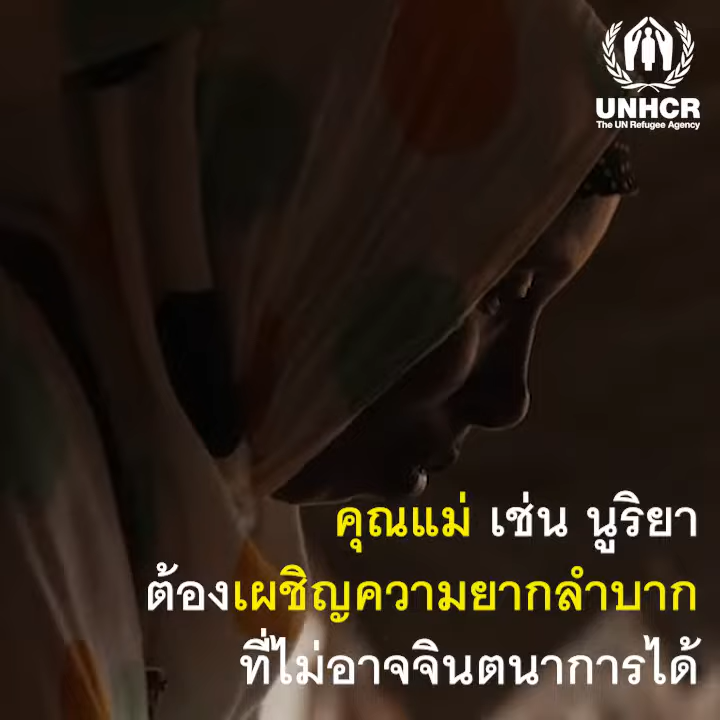 UNHCR
The UN Refugee Agency
คุณแม่ เช่น นูริยา
ต้องเผชิญความยากลำบาก
ที่ไม่อาจจินตนาการได้